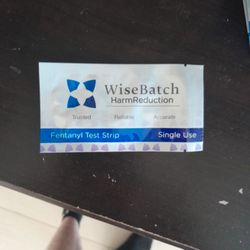 WiseBatch
HarmReduction
Trusted Reliable Accurate
Fentanyl Test Strip Single Use